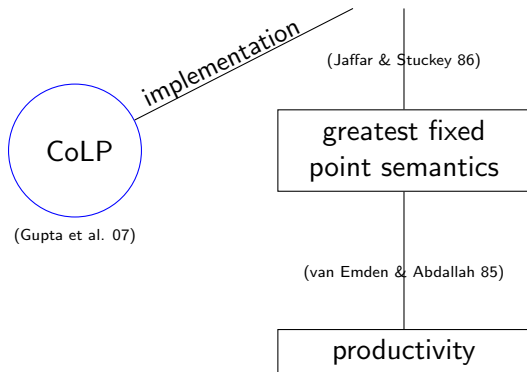 implementation
(Jaffar & Stuckey 86)
CoLP
greatest fixed
point semantics
(Gupta et al. 07)
(van Emden & Abdallah 85)
productivity